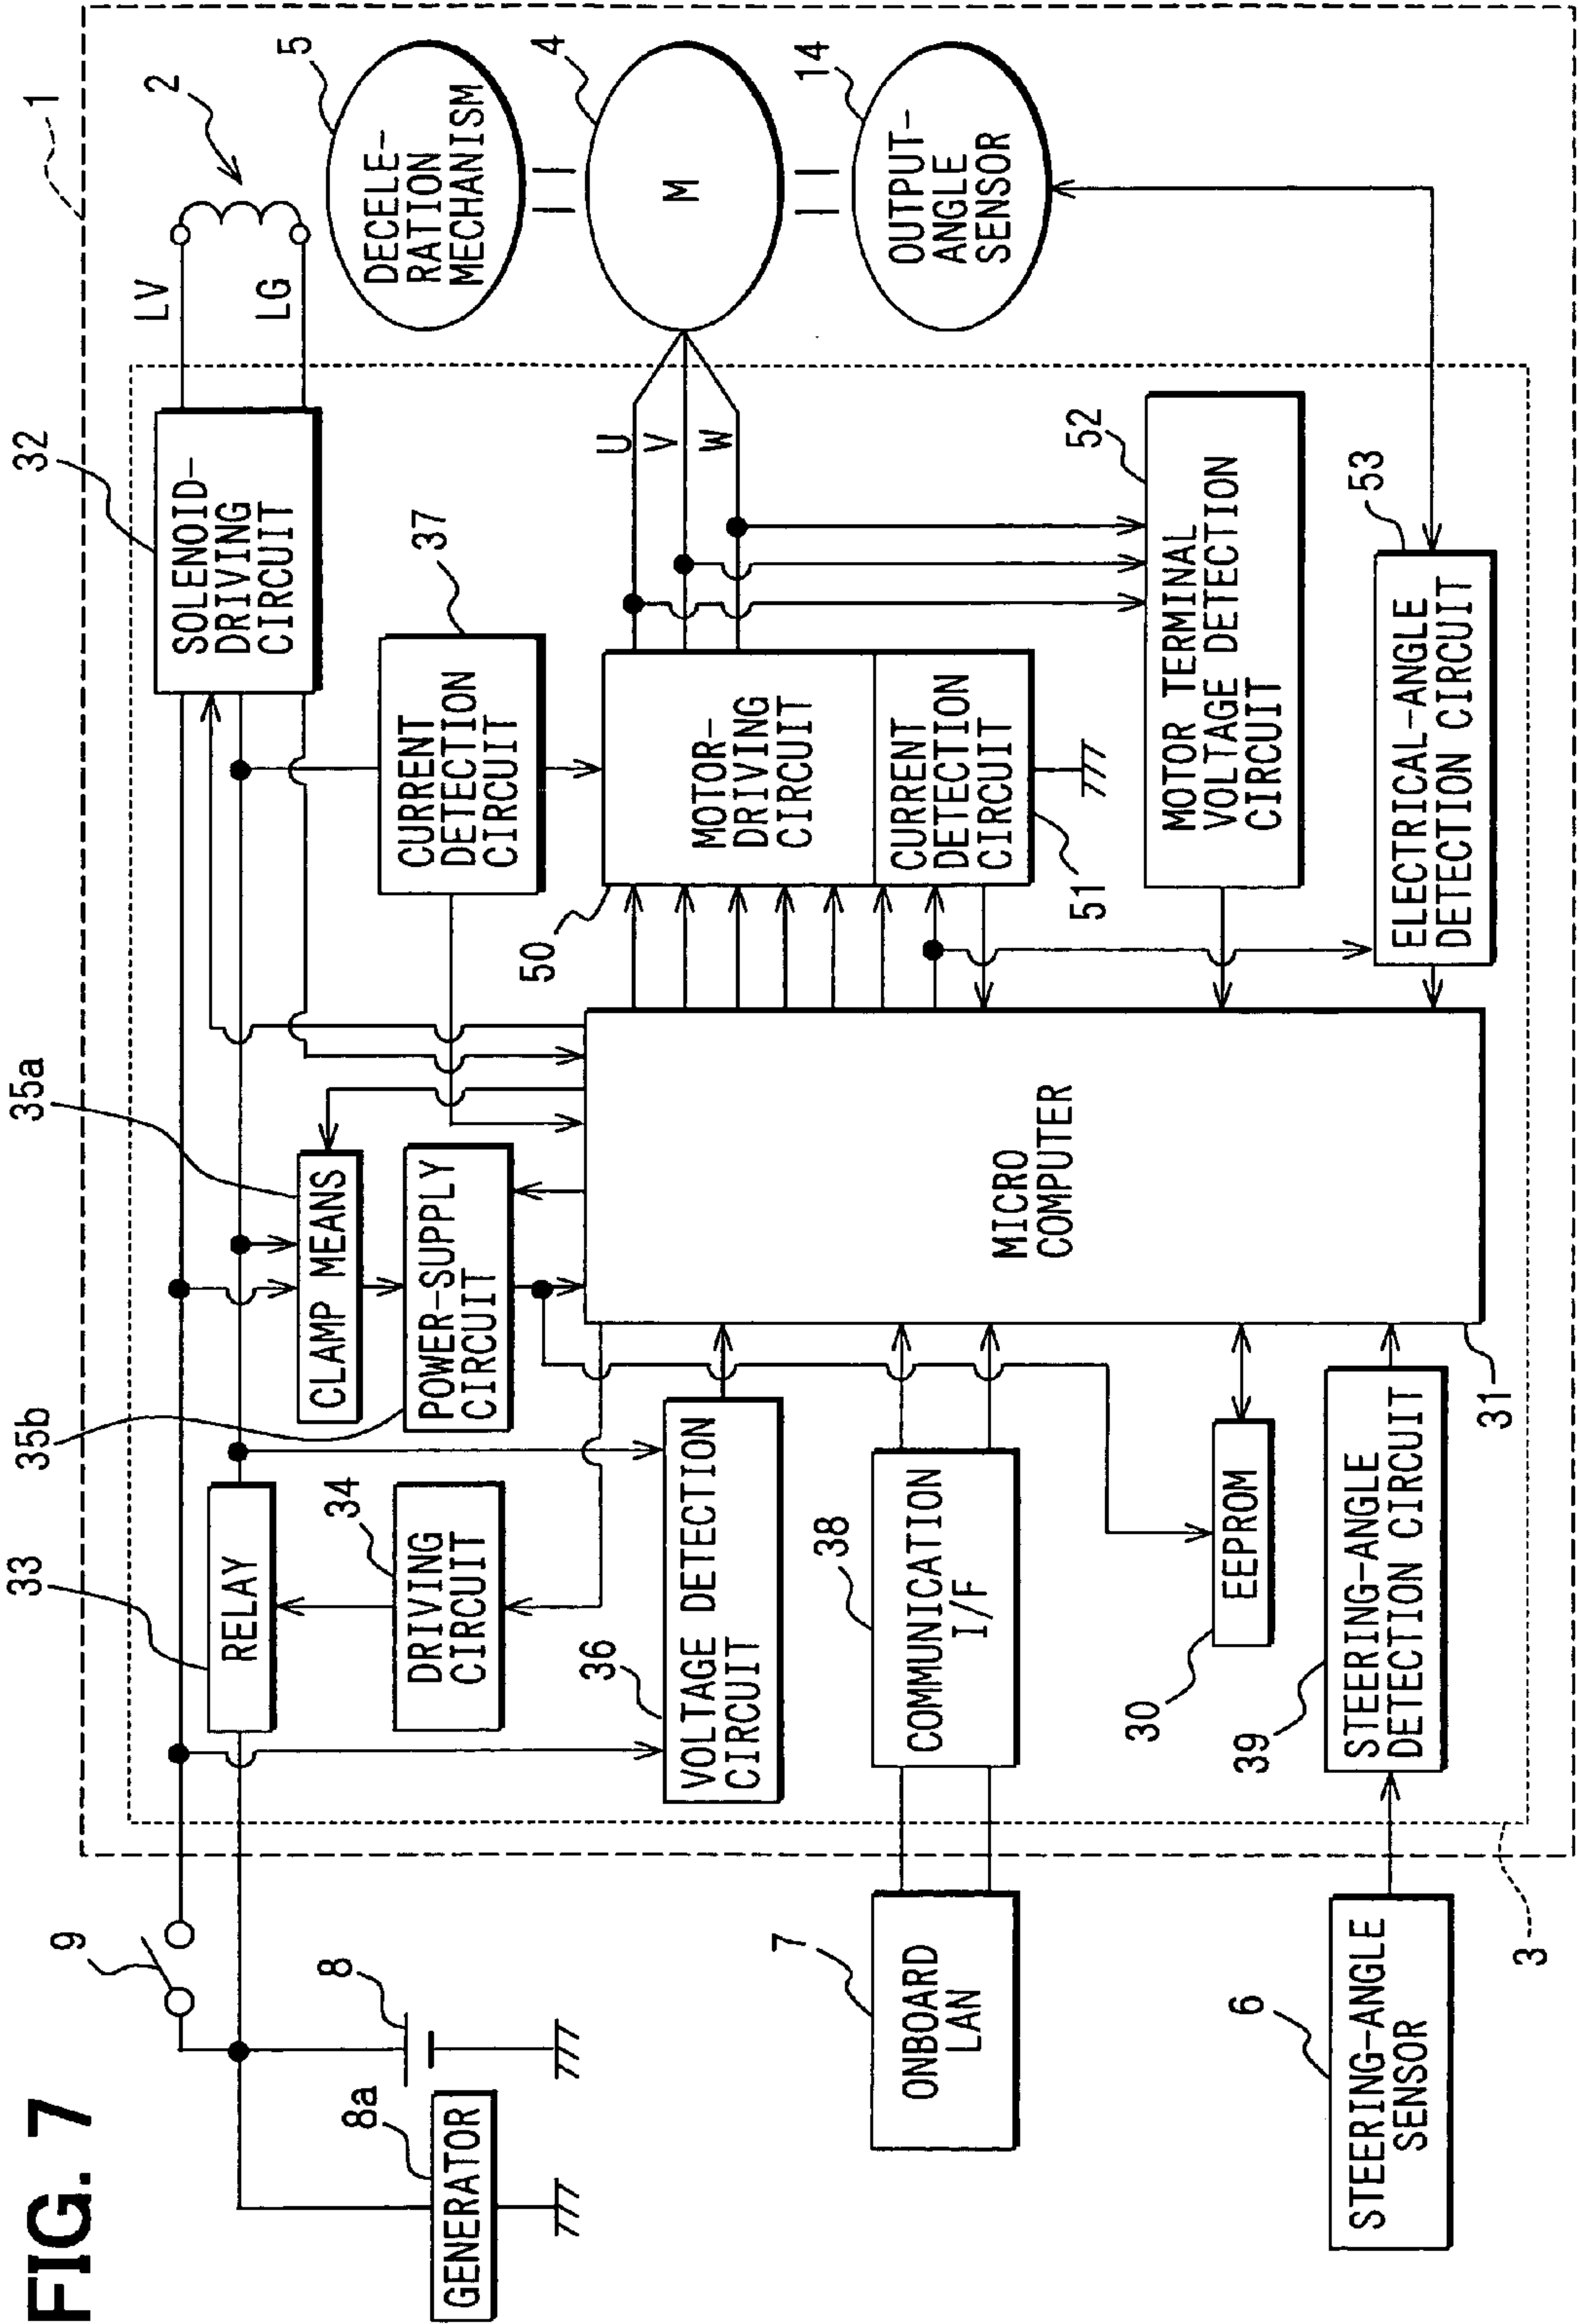 FIG. 7
1
2
5
DECELE-
RATION
MECHANISM
4
M
14
OUTPUT-
ANGLE
SENSOR
LV
LG
32
SOLENOID-
DRIVING
CIRCUIT
37
CURRENT
DETECTION
CIRCUIT
U
V
W
50
MOTOR-
DRIVING
CIRCUIT
CURRENT
DETECTION
CIRCUIT
51
52
MOTOR TERMINAL
VOLTAGE DETECTION
CIRCUIT
53
ELECTRICAL-ANGLE
DETECTION CIRCUIT
35a
CLAMP MEANS
35b
POWER-SUPPLY
CIRCUIT
MICRO
COMPUTER
31
33
RELAY
34
DRIVING
CIRCUIT
36
VOLTAGE DETECTION
CIRCUIT
38
COMMUNICATION
I/F
30
EEPROM
39
STEERING-ANGLE
DETECTION CIRCUIT
3
9
8
8a
GENERATOR
7
ONBOARD
LAN
6
STEERING-ANGLE
SENSOR